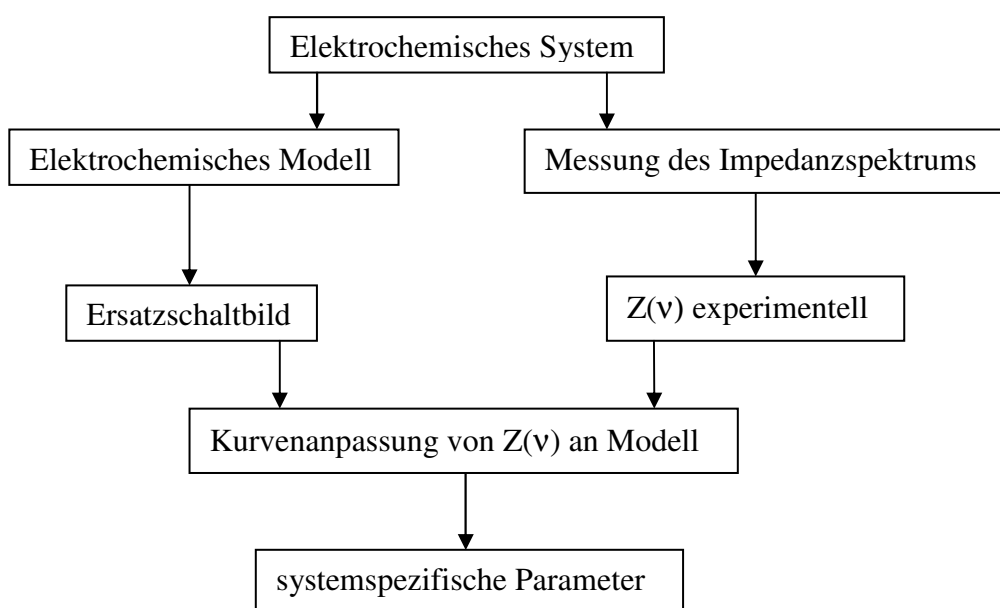 Elektrochemisches System
Elektrochemisches Modell
Messung des Impedanzspektrums
Ersatzschaltbild
Z(ν) experimentell
Kurvenanpassung von Z(ν) an Modell
systemspezifische Parameter